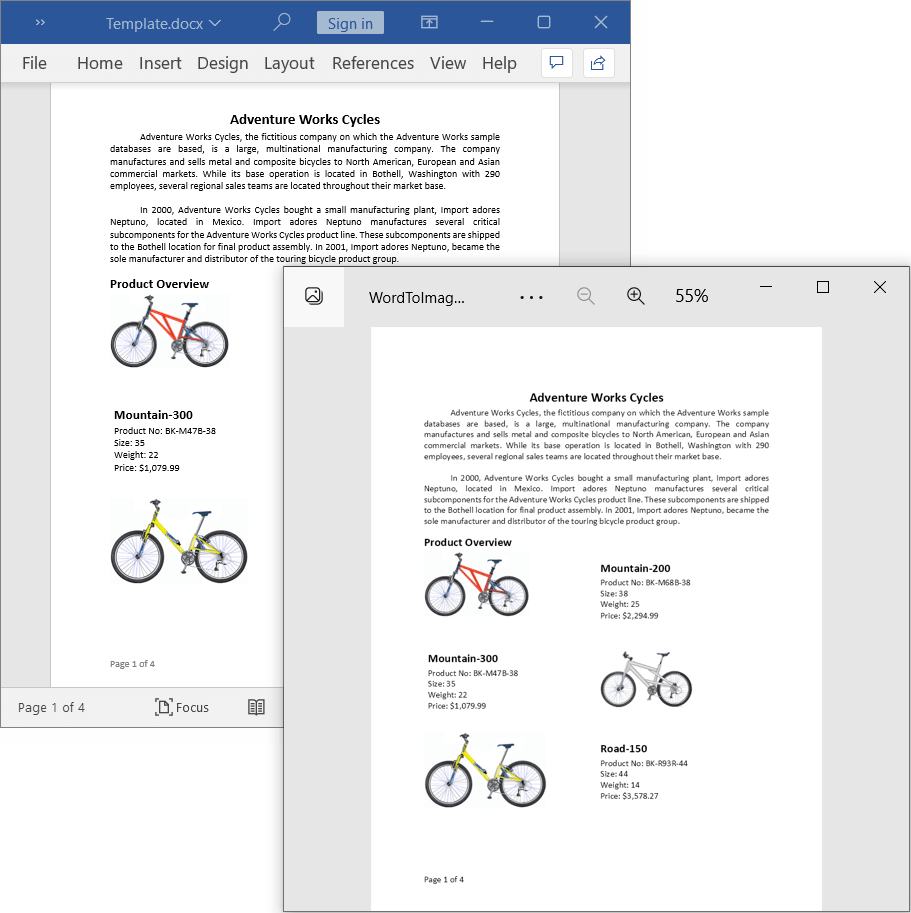 Template.docx
Sign in
File Home Insert Design Layout References View Help
Adventure Works Cycles
Adventure Works Cycles, the fictitious company on which the Adventure Works sample
databases are based, is a large, multinational manufacturing company. The company
manufactures and sells metal and composite bicycles to North American, European and Asian
commercial markets. While its base operation is located in Bothell, Washington with 290
employees, several regional sales teams are located throughout their market base.
In 2000, Adventure Works Cycles bought a small manufacturing plant, Import adores
Neptuno, located in Mexico. Import adores Neptuno manufactures several critical
subcomponents for the Adventure Works Cycles product line. These subcomponents are shipped
to the Bothell location for final product assembly. In 2001, Import adores Neptuno, became the
sole manufacturer and distributor of the touring bicycle product group.
Product Overview
Mountain-300
Product No: BK-M47B-38
Size: 35
Weight: 22
Price: $1,079.99
Page 1 of 4
Page 1 of 4 Focus
WordToImag... 55%
Adventure Works Cycles
Adventure Works Cycles, the fictitious company on which the Adventure Works sample
databases are based, is a large, multinational manufacturing company. The company
manufactures and sells metal and composite bicycles to North American, European and Asian
commercial markets. While its base operation is located in Bothell, Washington with 290
employees, several regional sales teams are located throughout their market base.
In 2000, Adventure Works Cycles bought a small manufacturing plant, Import adores
Neptuno, located in Mexico. Import adores Neptuno manufactures several critical
subcomponents for the Adventure Works Cycles product line. These subcomponents are shipped
to the Bothell location for final product assembly. In 2001, Import adores Neptuno, became the
sole manufacturer and distributor of the touring bicycle product group.
Product Overview
Mountain-200
Product No: BK-M68B-38
Size: 38
Weight: 25
Price: $2,294.99
Mountain-300
Product No: BK-M47B-38
Size: 35
Weight: 22
Price: $1,079.99
Road-150
Product No: BK-R93R-44
Size: 44
Weight: 14
Price: $3,578.27
Page 1 of 4